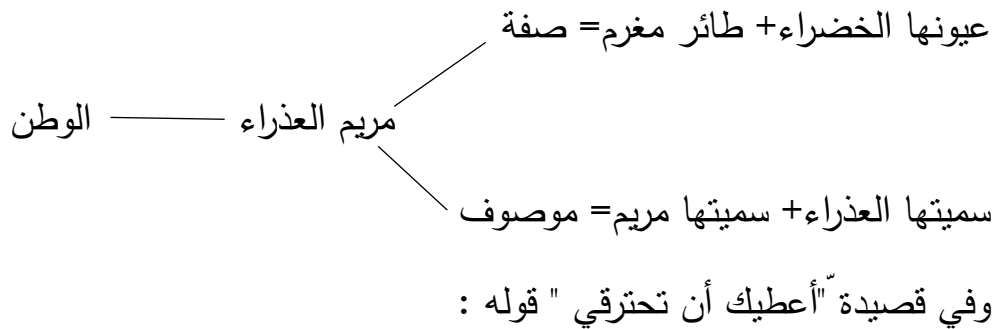 عيونها الخضراء+ طائر مغرم= صفة
مريم العذراء
الوطن
سميتها العذراء+ سميتها مريم= موصوف
وفي قصيدة ّ"أعطيك أن تحترقي " قوله :